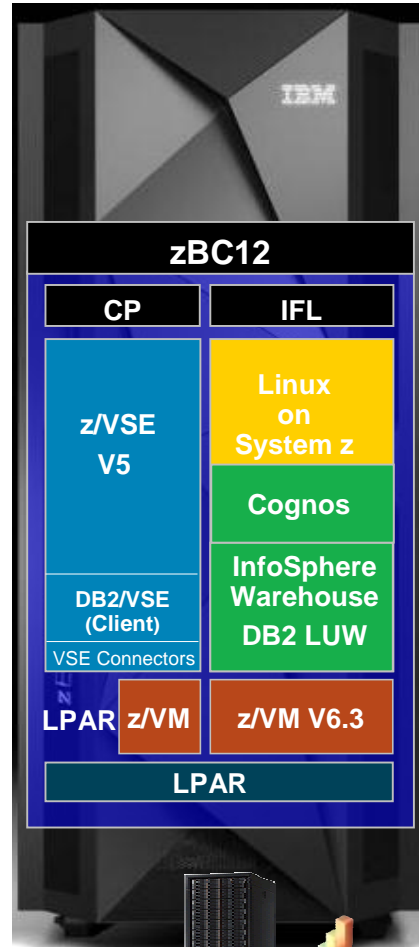 IBM
zBC12
CP
IFL
z/VSE
V5
DB2/VSE
(Client)
VSE Connectors
Linux
on
System z
Cognos
InfoSphere
Warehouse
DB2 LUW
LPAR
z/VM
z/VM V6.3
LPAR